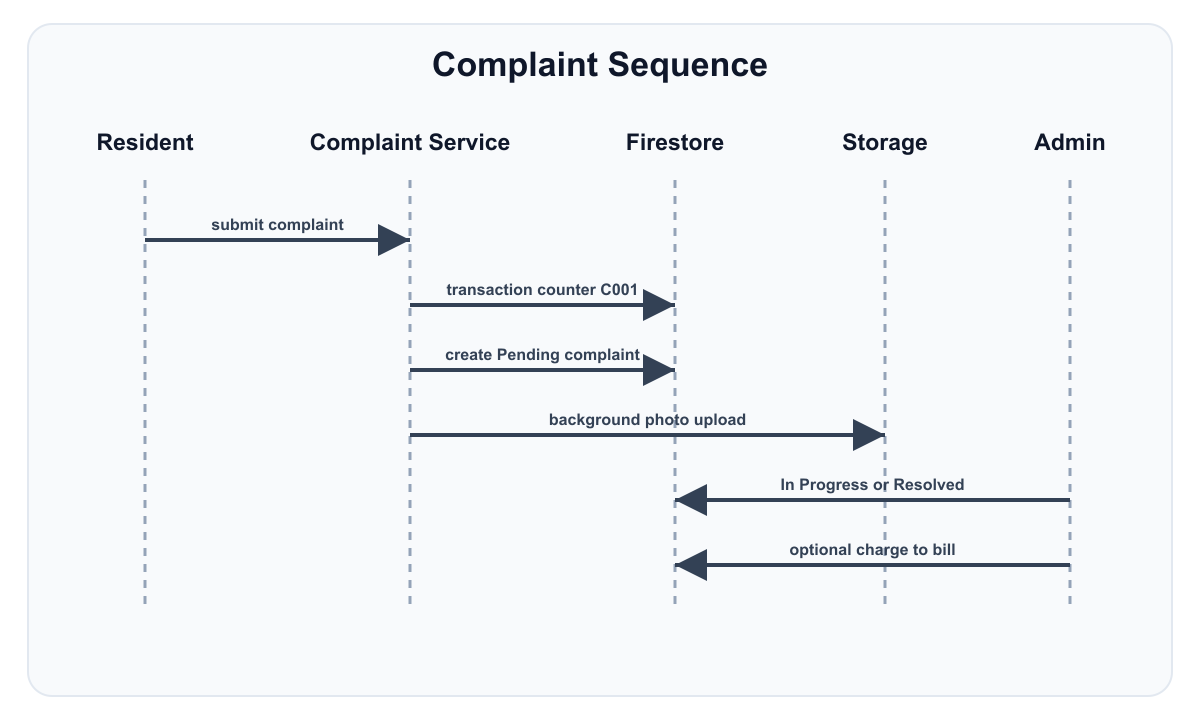 Complaint Sequence
Resident
Complaint Service
Firestore
Storage
Admin
submit complaint
transaction counter C001
create Pending complaint
background photo upload
In Progress or Resolved
optional charge to bill